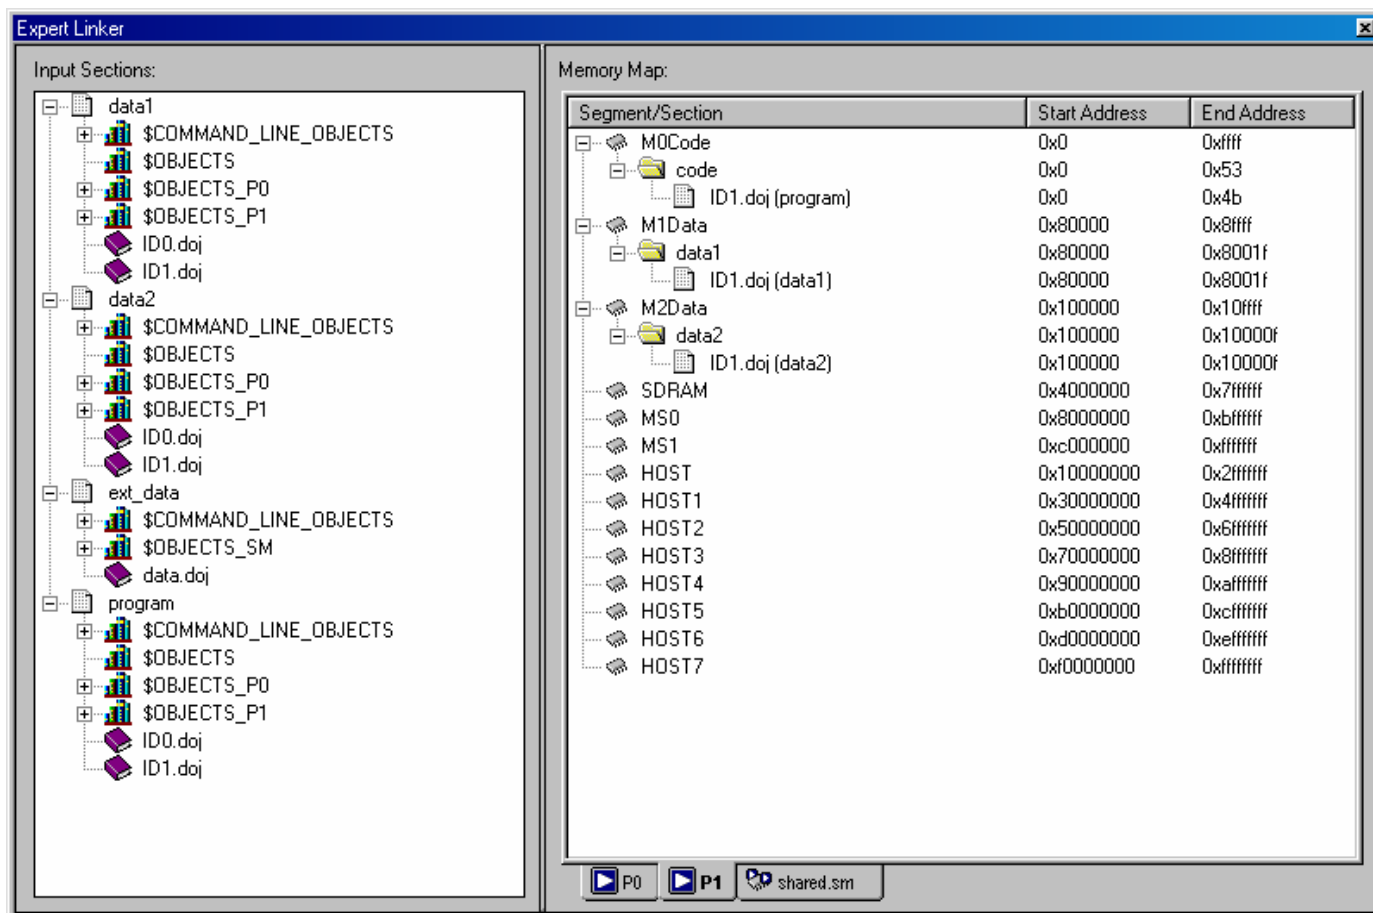 Expert Linker
Input Sections:
data1
$COMMAND_LINE_OBJECTS
$OBJECTS
$OBJECTS_P0
$OBJECTS_P1
ID0.doj
ID1.doj
data2
$COMMAND_LINE_OBJECTS
$OBJECTS
$OBJECTS_P0
$OBJECTS_P1
ID0.doj
ID1.doj
ext_data
$COMMAND_LINE_OBJECTS
$OBJECTS_SM
data.doj
program
$COMMAND_LINE_OBJECTS
$OBJECTS
$OBJECTS_P0
$OBJECTS_P1
ID0.doj
ID1.doj
Memory Map:
Segment/Section Start Address End Address
M0Code 0x0 0xffff
code 0x0 0x53
ID1.doj (program) 0x0 0x4b
M1Data 0x80000 0x8ffff
data1 0x80000 0x8001f
ID1.doj (data1) 0x80000 0x8001f
M2Data 0x100000 0x10ffff
data2 0x100000 0x10000f
ID1.doj (data2) 0x100000 0x10000f
SDRAM 0x4000000 0x7ffffff
MS0 0x8000000 0xbffffff
MS1 0xc000000 0xfffffff
HOST 0x10000000 0x2fffffff
HOST1 0x30000000 0x4fffffff
HOST2 0x50000000 0x6fffffff
HOST3 0x70000000 0x8fffffff
HOST4 0x90000000 0xafffffff
HOST5 0xb0000000 0xcfffffff
HOST6 0xd0000000 0xefffffff
HOST7 0xf0000000 0xffffffff
P0 P1 shared.sm